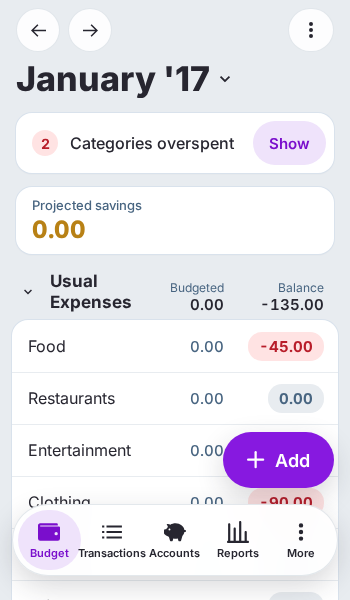 January '17
2 Categories overspent Show
Projected savings
0.00
Usual Expenses Budgeted 0.00 Balance -135.00
Food 0.00 -45.00
Restaurants 0.00 0.00
Entertainment 0.00
+ Add
Clothing 0.00 -90.00
Budget Transactions Accounts Reports More